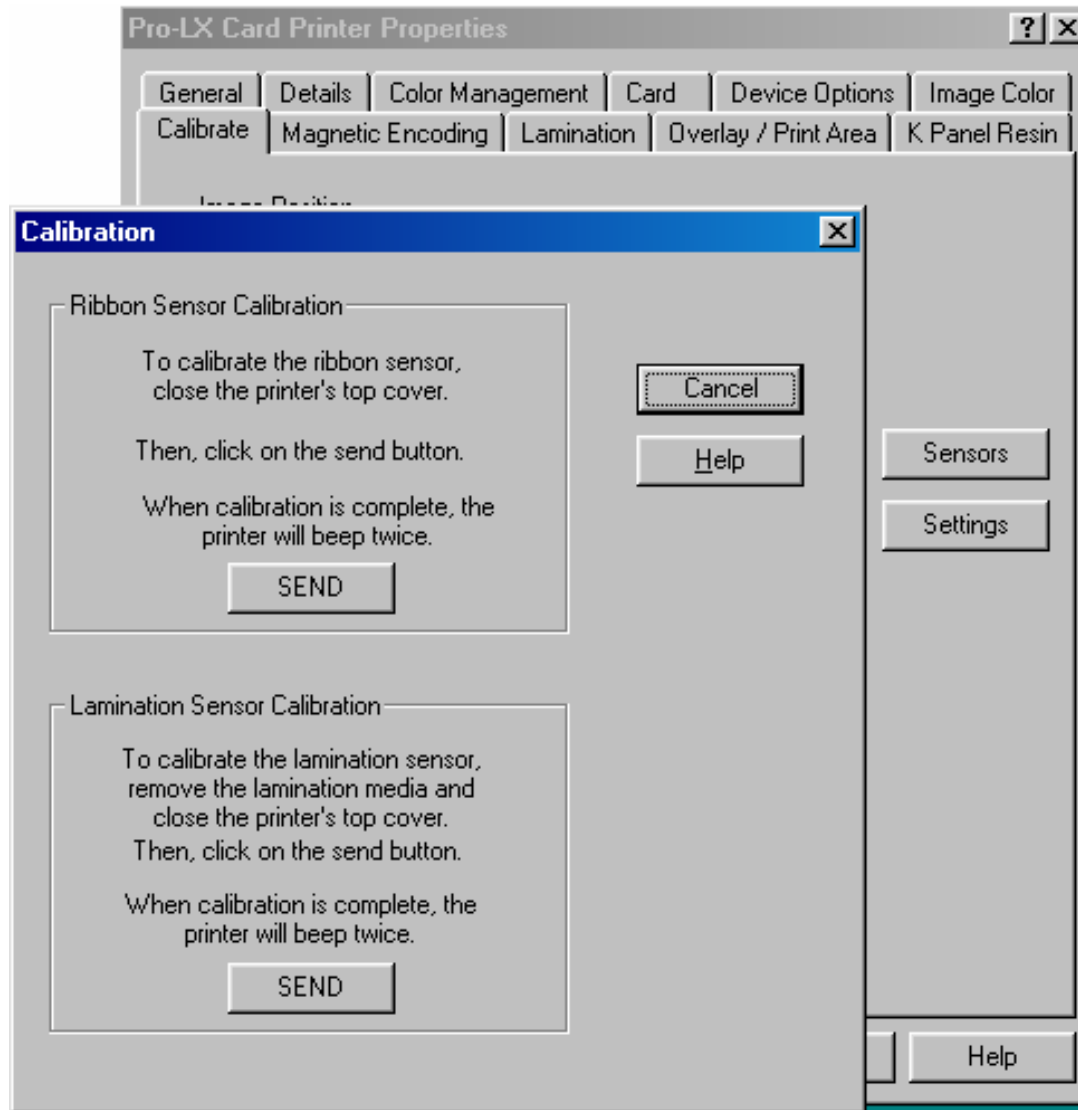 Pro-LX Card Printer Properties
General Details Color Management Card Device Options Image Color
Calibrate Magnetic Encoding Lamination Overlay / Print Area K Panel Resin
Calibration
Ribbon Sensor Calibration
To calibrate the ribbon sensor,
close the printer's top cover.
Then, click on the send button.
When calibration is complete, the
printer will beep twice.
SEND
Cancel
Help
Sensors
Settings
Lamination Sensor Calibration
To calibrate the lamination sensor,
remove the lamination media and
close the printer's top cover.
Then, click on the send button.
When calibration is complete, the
printer will beep twice.
SEND
Help